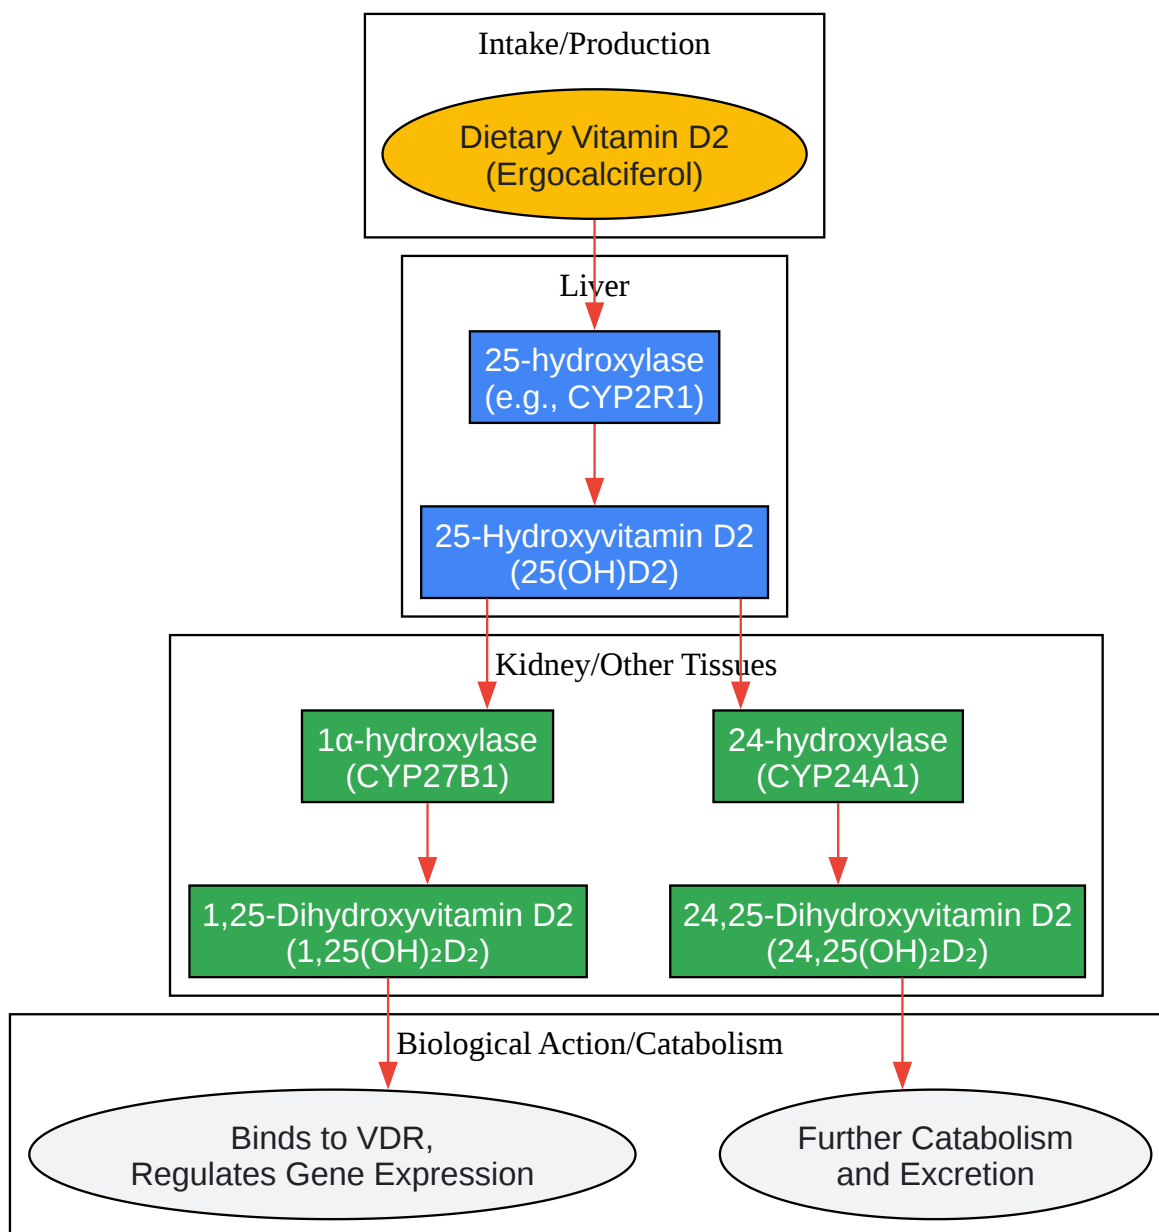 Intake/Production
Dietary Vitamin D2
(Ergocalciferol)
Liver
25-hydroxylase
(e.g., CYP2R1)
25-Hydroxyvitamin D2
(25(OH)D2)
Kidney/Other Tissues
1α-hydroxylase
(CYP27B1)
24-hydroxylase
(CYP24A1)
1,25-Dihydroxyvitamin D2
(1,25(OH)₂D₂)
24,25-Dihydroxyvitamin D2
(24,25(OH)₂D₂)
Biological Action/Catabolism
Binds to VDR,
Regulates Gene Expression
Further Catabolism
and Excretion